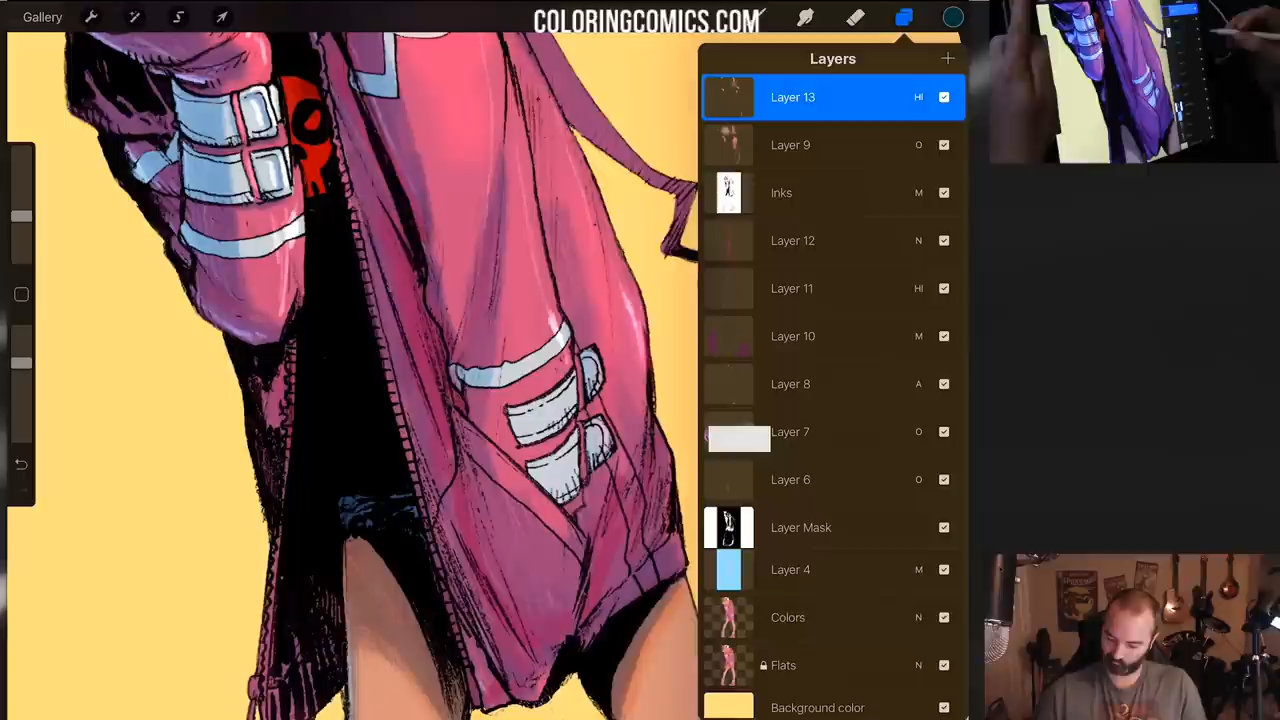 Gallery
COLORINGCOMICS.COM
Layers
Layer 13 HI
Layer 9 O
Inks M
Layer 12 N
Layer 11 HI
Layer 10 M
Layer 8 A
Layer 7 O
Layer 6 O
Layer Mask
Layer 4 M
Colors N
Flats N
Background color